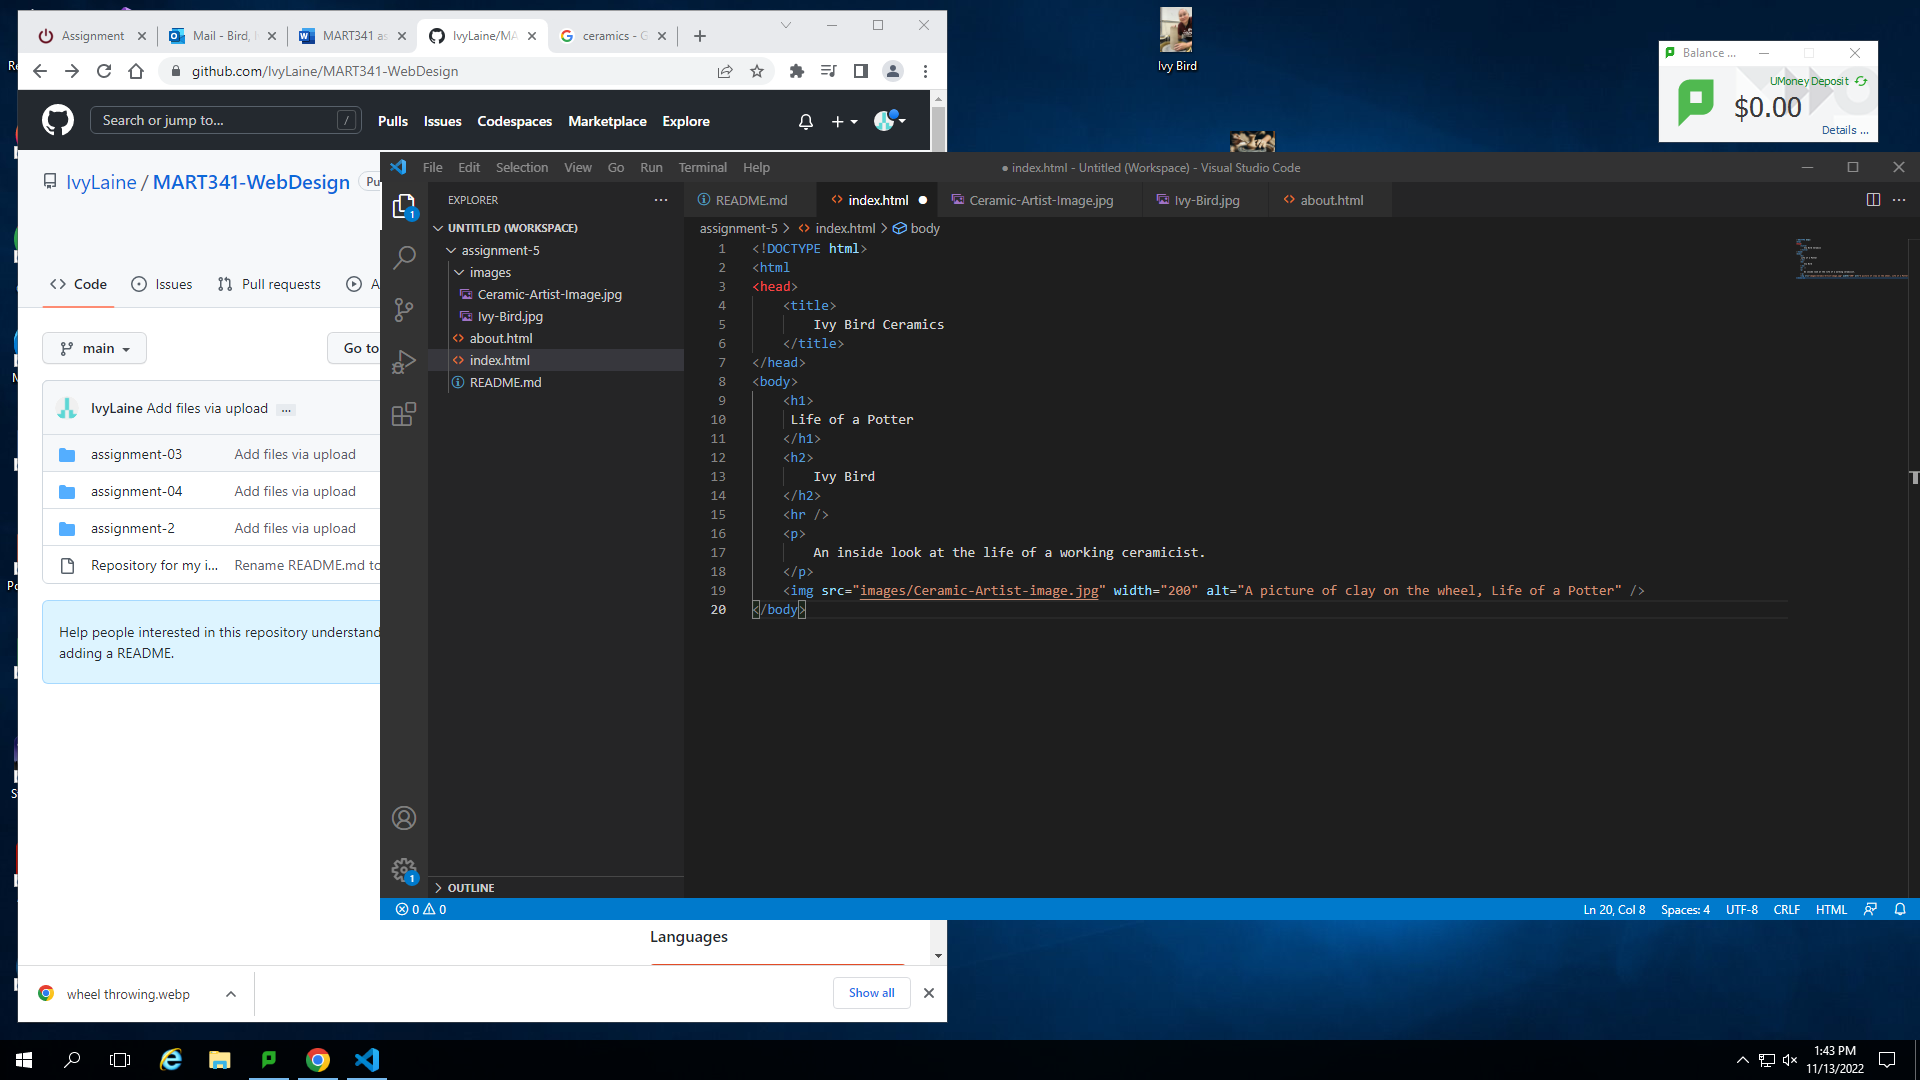 Assignment
Mail - Bird, I
MART341 as
IvyLaine/MA
ceramics - G
github.com/IvyLaine/MART341-WebDesign
Search or jump to...
/
Pulls
Issues
Codespaces
Marketplace
Explore
IvyLaine / MART341-WebDesign
Pu
Code
Issues
Pull requests
A
main
Go to
IvyLaine Add files via upload ...
assignment-03
Add files via upload
assignment-04
Add files via upload
assignment-2
Add files via upload
Repository for my i...
Rename README.md to
Help people interested in this repository understand
adding a README.
Languages
wheel throwing.webp
Show all
Ivy Bird
Balance ...
UMoney Deposit
$0.00
Details ...
File Edit Selection View Go Run Terminal Help
● index.html - Untitled (Workspace) - Visual Studio Code
EXPLORER
UNTITLED (WORKSPACE)
assignment-5
images
Ceramic-Artist-Image.jpg
Ivy-Bird.jpg
about.html
index.html
README.md
OUTLINE
1
1
README.md
index.html
Ceramic-Artist-Image.jpg
Ivy-Bird.jpg
about.html
assignment-5 > index.html > body
1 <!DOCTYPE html>
2 <html
3 <head>
4 <title>
5 Ivy Bird Ceramics
6 </title>
7 </head>
8 <body>
9 <h1>
10 Life of a Potter
11 </h1>
12 <h2>
13 Ivy Bird
14 </h2>
15 <hr />
16 <p>
17 An inside look at the life of a working ceramicist.
18 </p>
19 <img src="images/Ceramic-Artist-image.jpg" width="200" alt="A picture of clay on the wheel, Life of a Potter" />
20 </body>
0 0
Ln 20, Col 8
Spaces: 4
UTF-8
CRLF
HTML
1:43 PM
11/13/2022